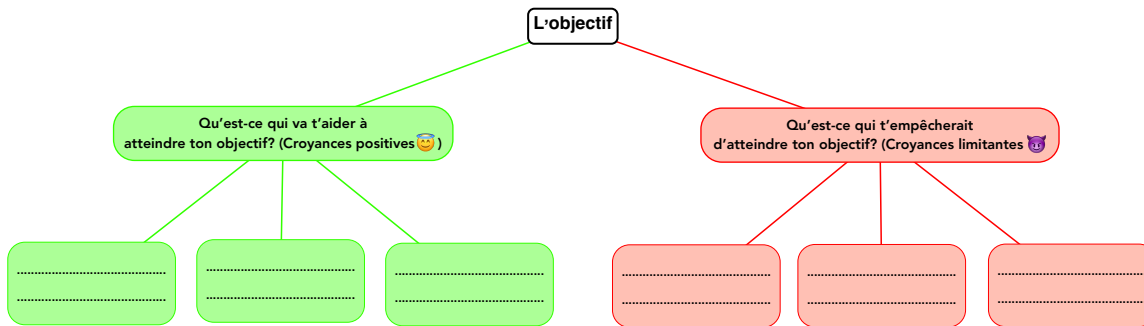 L'objectif
Qu'est-ce qui va t'aider à
atteindre ton objectif? (Croyances positives 😇)
Qu'est-ce qui t'empêcherait
d'atteindre ton objectif? (Croyances limitantes 😈